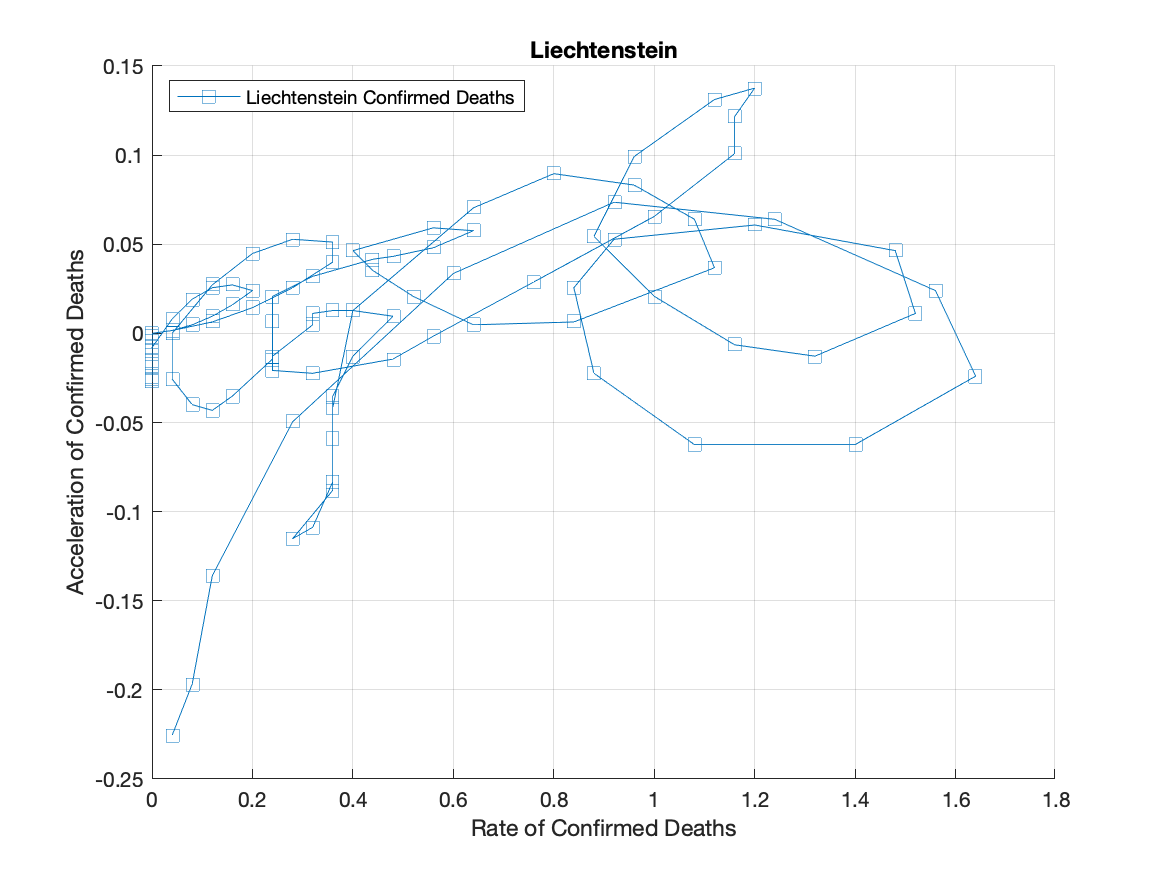 Liechtenstein
Liechtenstein Confirmed Deaths
Acceleration of Confirmed Deaths
0.15
0.1
0.05
0
-0.05
-0.1
-0.15
-0.2
-0.25
0 0.2 0.4 0.6 0.8 1 1.2 1.4 1.6 1.8
Rate of Confirmed Deaths